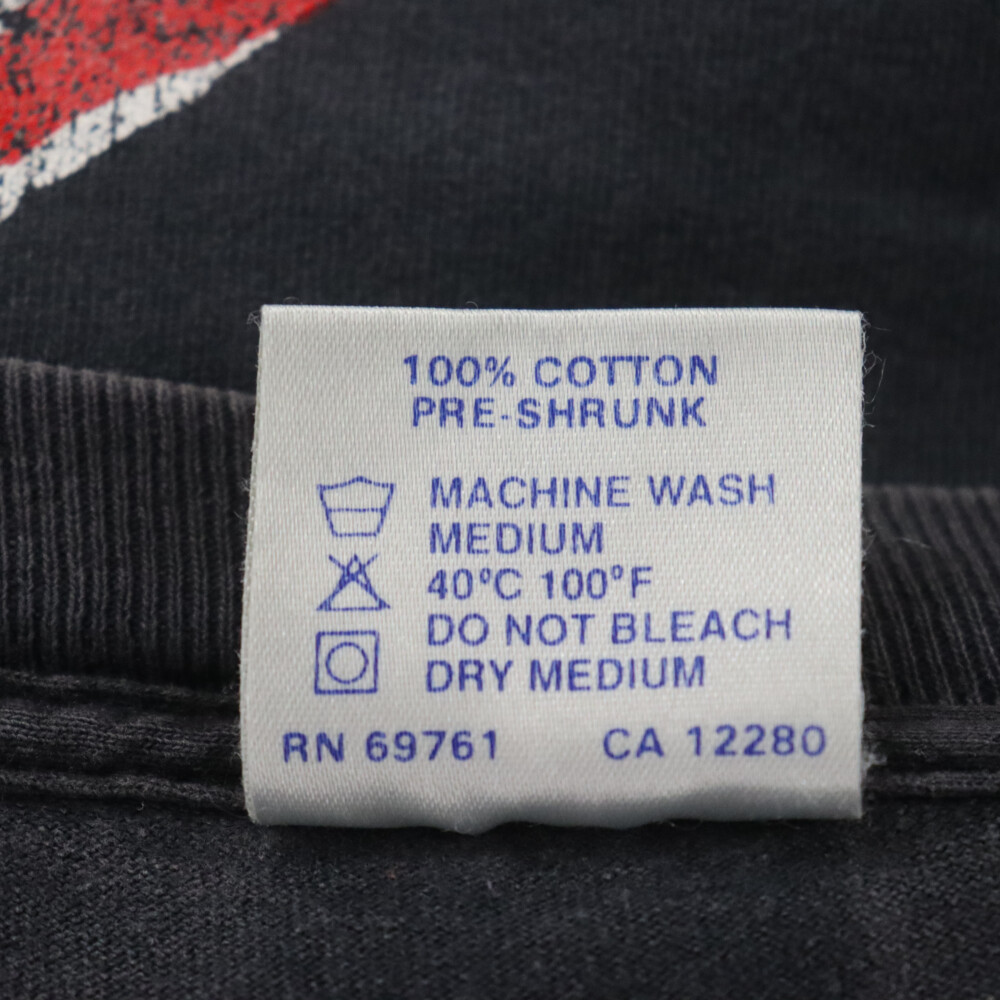 100% COTTON
PRE-SHRUNK
MACHINE WASH
MEDIUM
40°C 100°F
DO NOT BLEACH
DRY MEDIUM
RN 69761 CA 12280